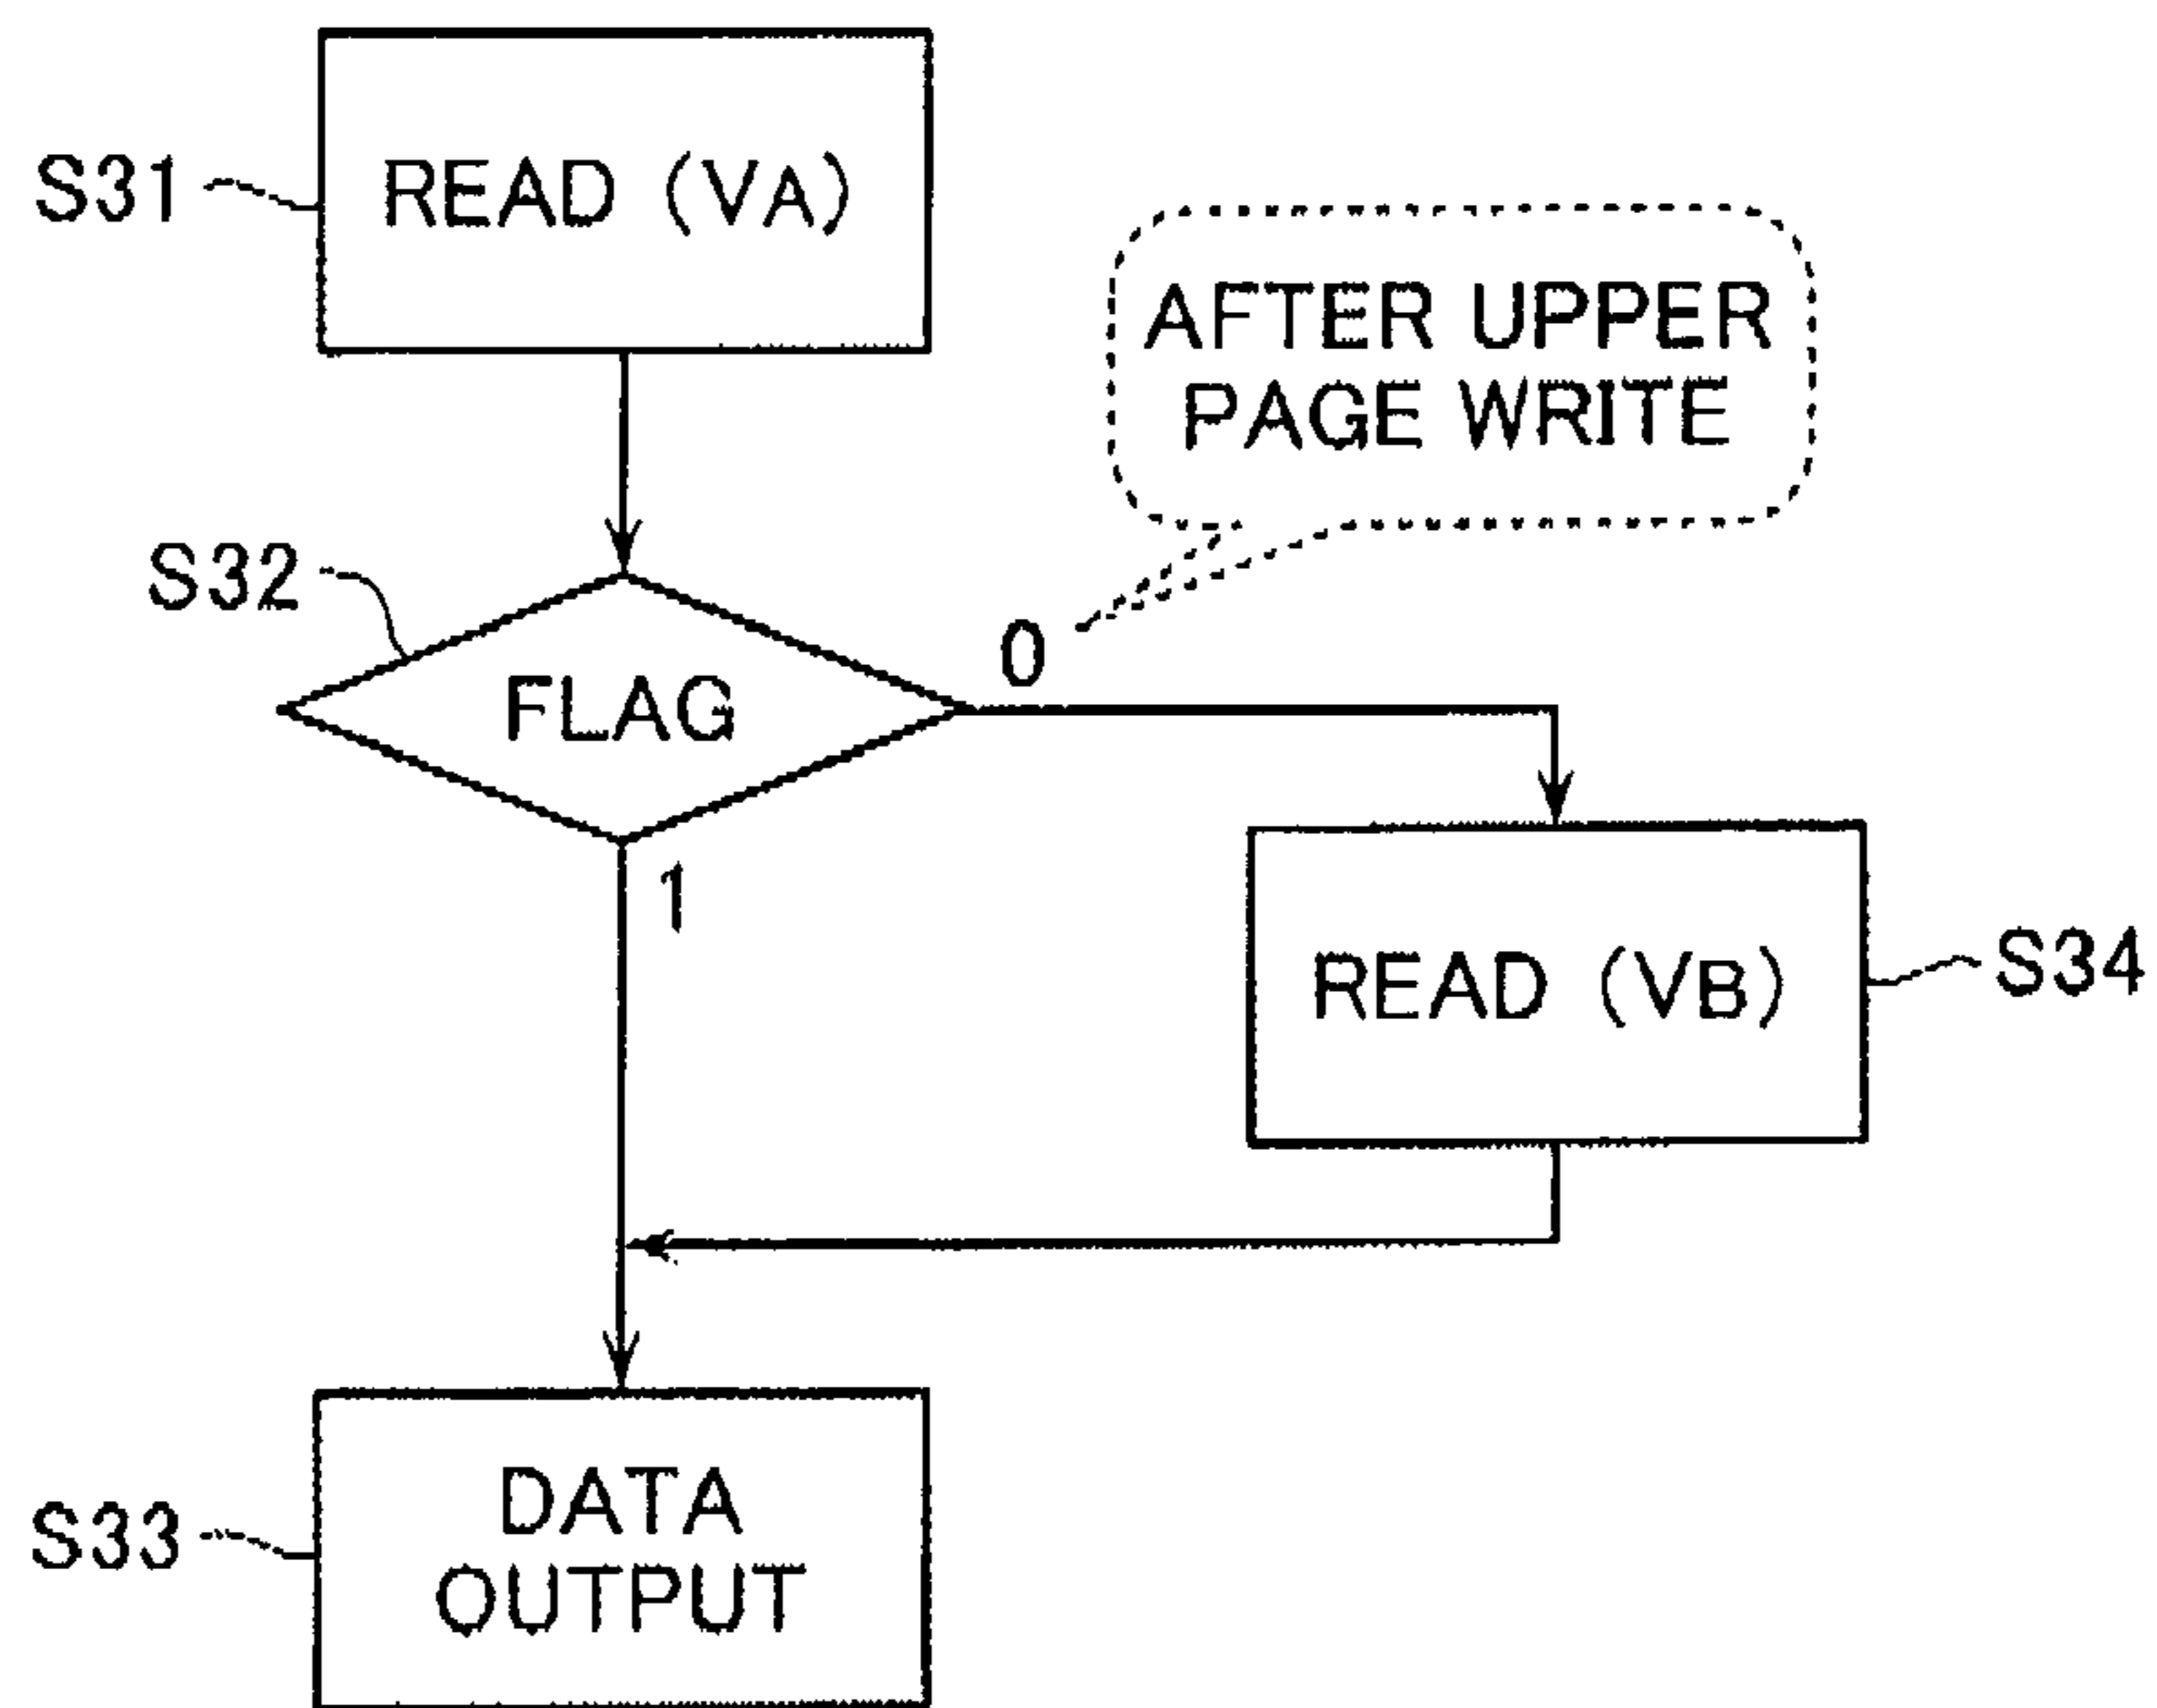 S31
READ (VA)
AFTER UPPER
PAGE WRITE
S32
FLAG
0
1
READ (VB)
S34
S33
DATA
OUTPUT